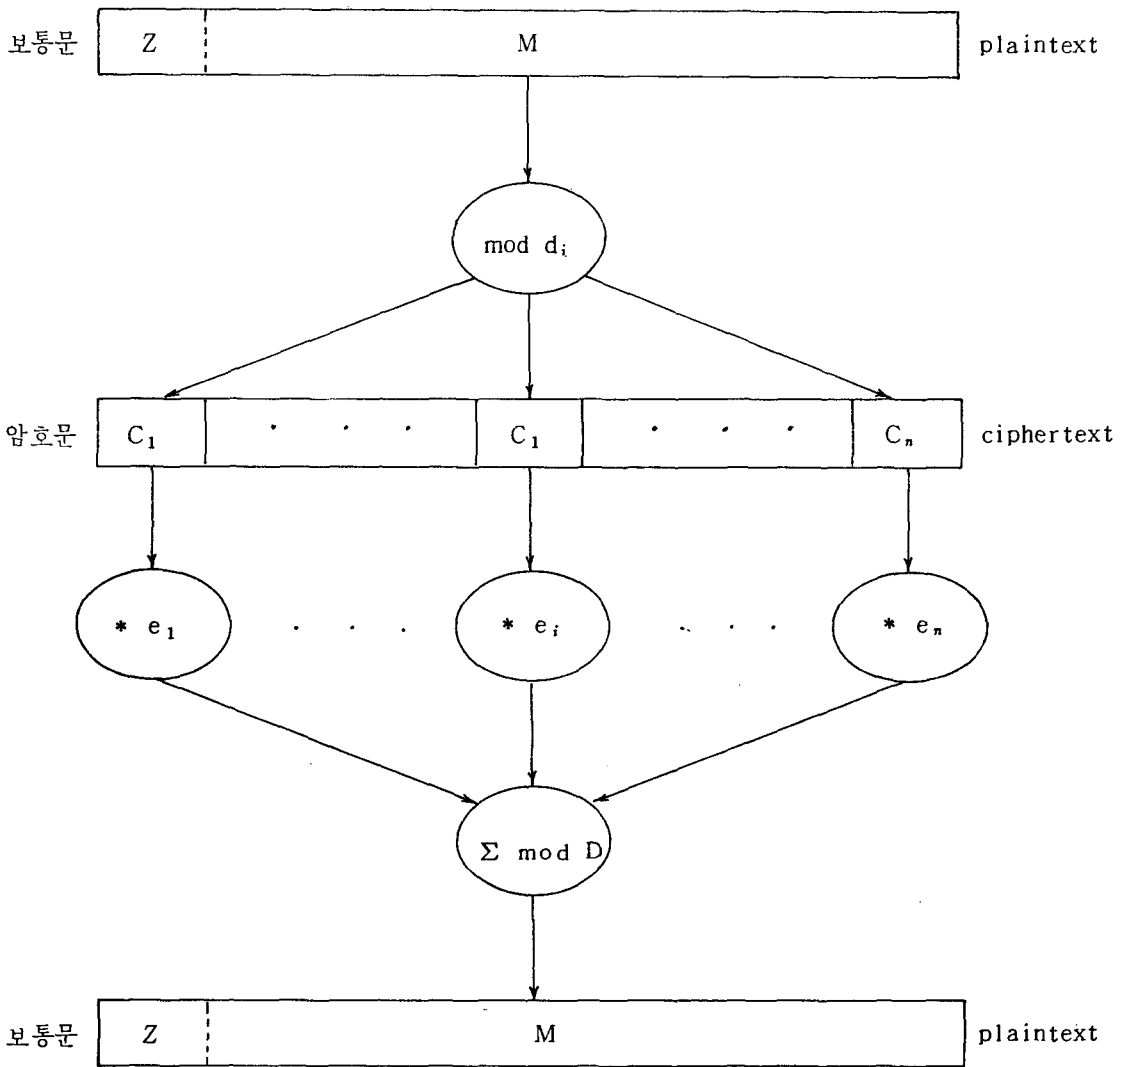 보통문 Z M plaintext
mod dᵢ
암호문 C₁ · · · C₁ · · · Cₙ ciphertext
* e₁ · · · * eᵢ · · · * eₙ
Σ mod D
보통문 Z M plaintext